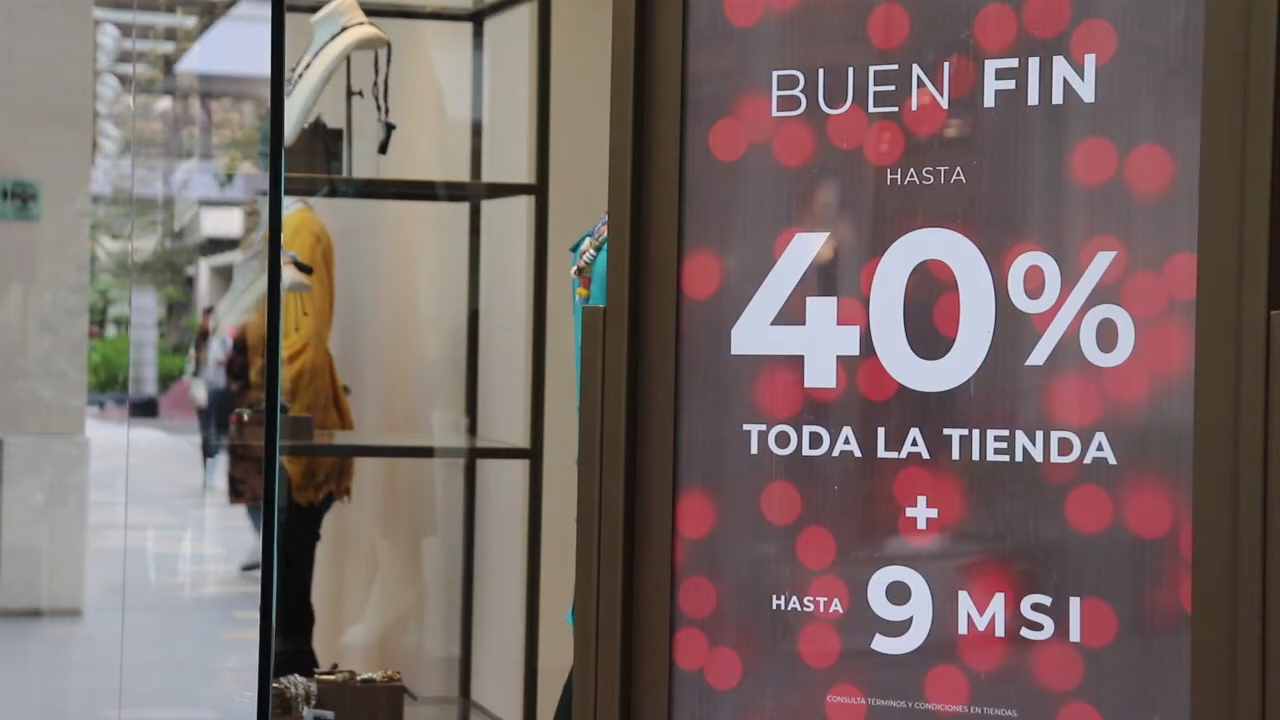 BUEN FIN
HASTA
40%
TODA LA TIENDA
+
HASTA 9 MSI
CONSULTA TÉRMINOS Y CONDICIONES EN TIENDAS.